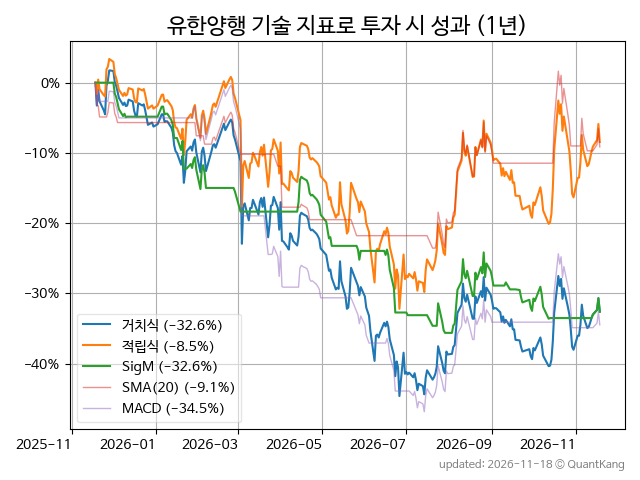 유한양행 기술 지표로 투자 시 성과 (1년)
0%
−10%
−20%
−30%
−40%
거치식 (−32.6%)
적립식 (−8.5%)
SigM (−32.6%)
SMA(20) (−9.1%)
MACD (−34.5%)
2025-11 2026-01 2026-03 2026-05 2026-07 2026-09 2026-11
updated: 2026-11-18 © QuantKang